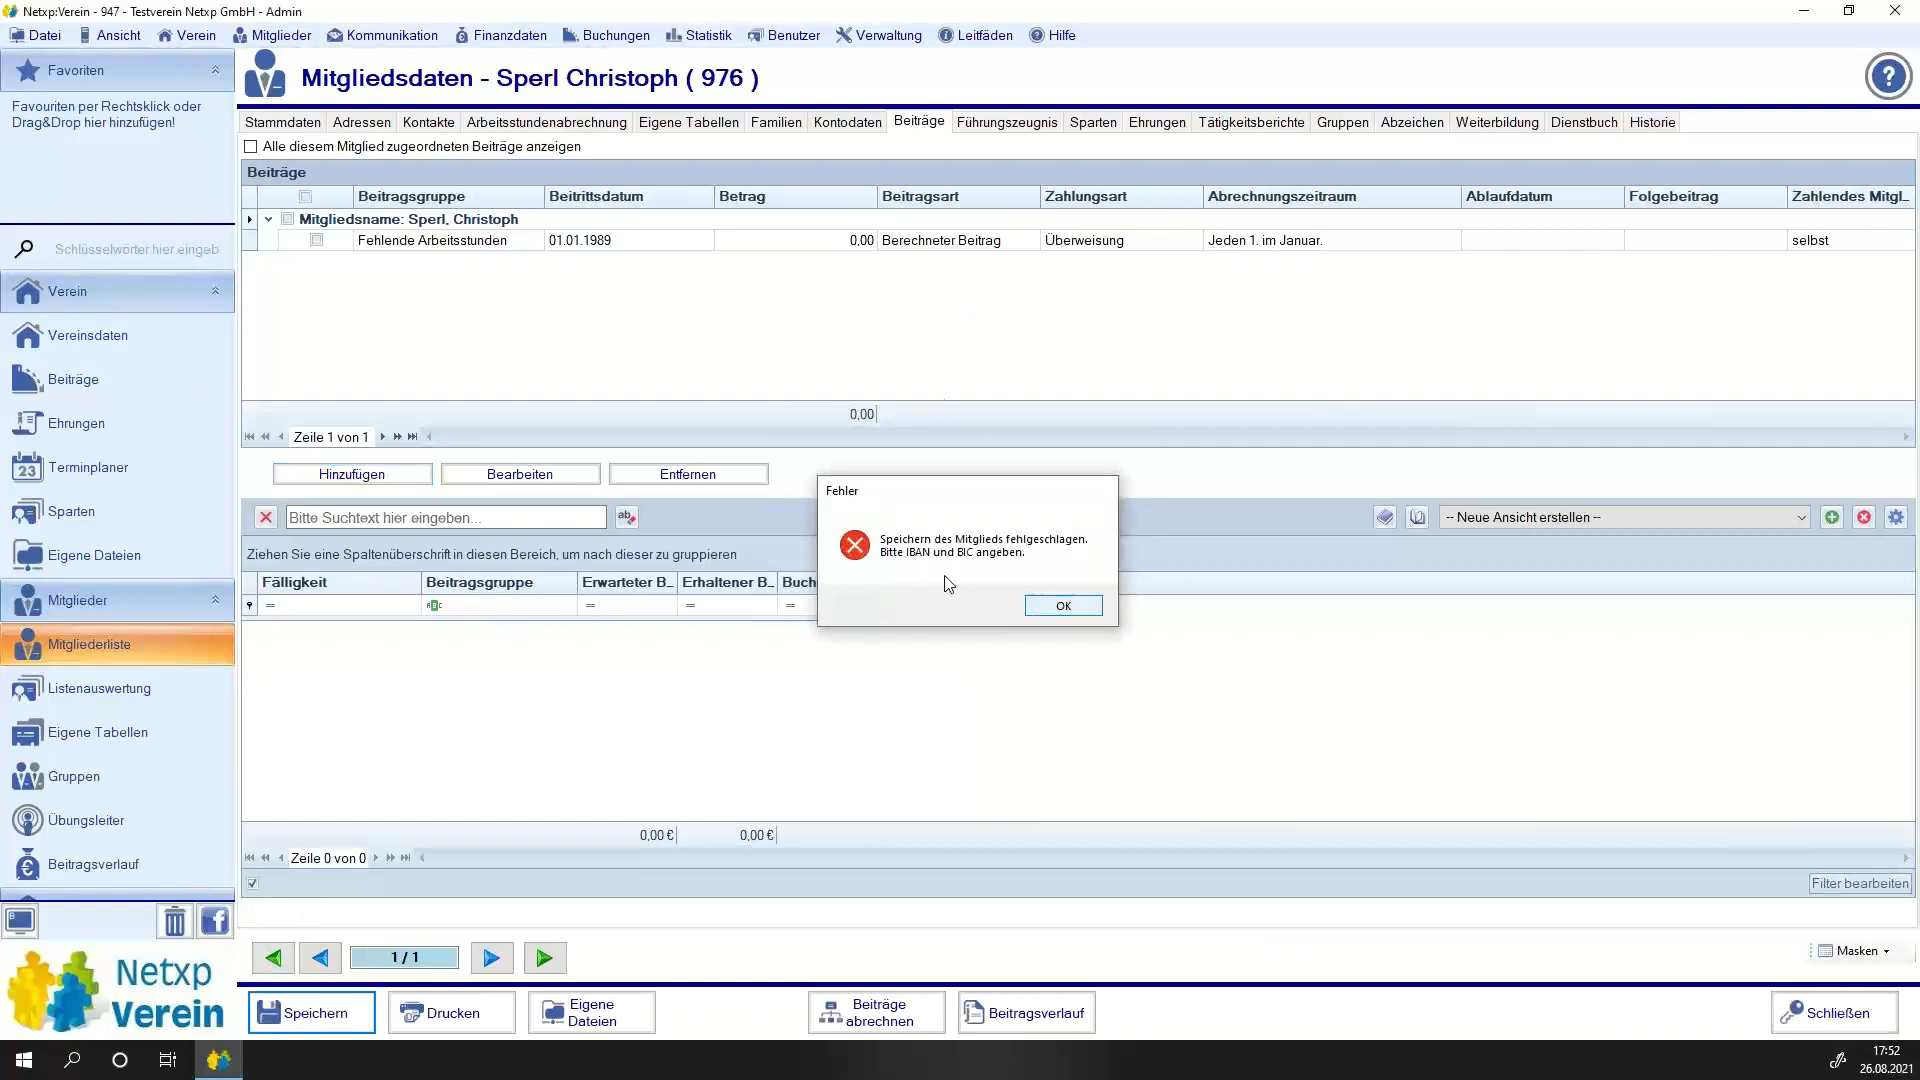 Netxp:Verein - 947 - Testverein Netxp GmbH - Admin
Datei Ansicht Verein Mitglieder Kommunikation Finanzdaten Buchungen Statistik Benutzer Verwaltung Leitfäden Hilfe
Favoriten
Favouriten per Rechtsklick oder
Drag&Drop hier hinzufügen!
Mitgliedsdaten - Sperl Christoph ( 976 )
Stammdaten Adressen Kontakte Arbeitsstundenabrechnung Eigene Tabellen Familien Kontodaten Beiträge Führungszeugnis Sparten Ehrungen Tätigkeitsberichte Gruppen Abzeichen Weiterbildung Dienstbuch Historie
Alle diesem Mitglied zugeordneten Beiträge anzeigen
Beiträge
Beitragsgruppe Beitrittsdatum Betrag Beitragsart Zahlungsart Abrechnungszeitraum Ablaufdatum Folgebeitrag Zahlendes Mitgl...
Mitgliedsname: Sperl, Christoph
Fehlende Arbeitsstunden 01.01.1989 0,00 Berechneter Beitrag Überweisung Jeden 1. im Januar. selbst
0,00
Zeile 1 von 1
Hinzufügen Bearbeiten Entfernen
Bitte Suchtext hier eingeben...
-- Neue Ansicht erstellen --
Ziehen Sie eine Spaltenüberschrift in diesen Bereich, um nach dieser zu gruppieren
Fälligkeit Beitragsgruppe Erwarteter B... Erhaltener B... Buch
= ABC = = =
Fehler
Speichern des Mitglieds fehlgeschlagen.
Bitte IBAN und BIC angeben.
OK
0,00 € 0,00 €
Zeile 0 von 0
Filter bearbeiten
Schlüsselwörter hier eingeb
Verein
Vereinsdaten
Beiträge
Ehrungen
23 Terminplaner
Sparten
Eigene Dateien
Mitglieder
Mitgliederliste
Listenauswertung
Eigene Tabellen
Gruppen
Übungsleiter
Beitragsverlauf
Netxp
Verein
1 / 1
Masken
Speichern
Drucken
Eigene
Dateien
Beiträge
abrechnen
Beitragsverlauf
Schließen
17:52
26.08.2021